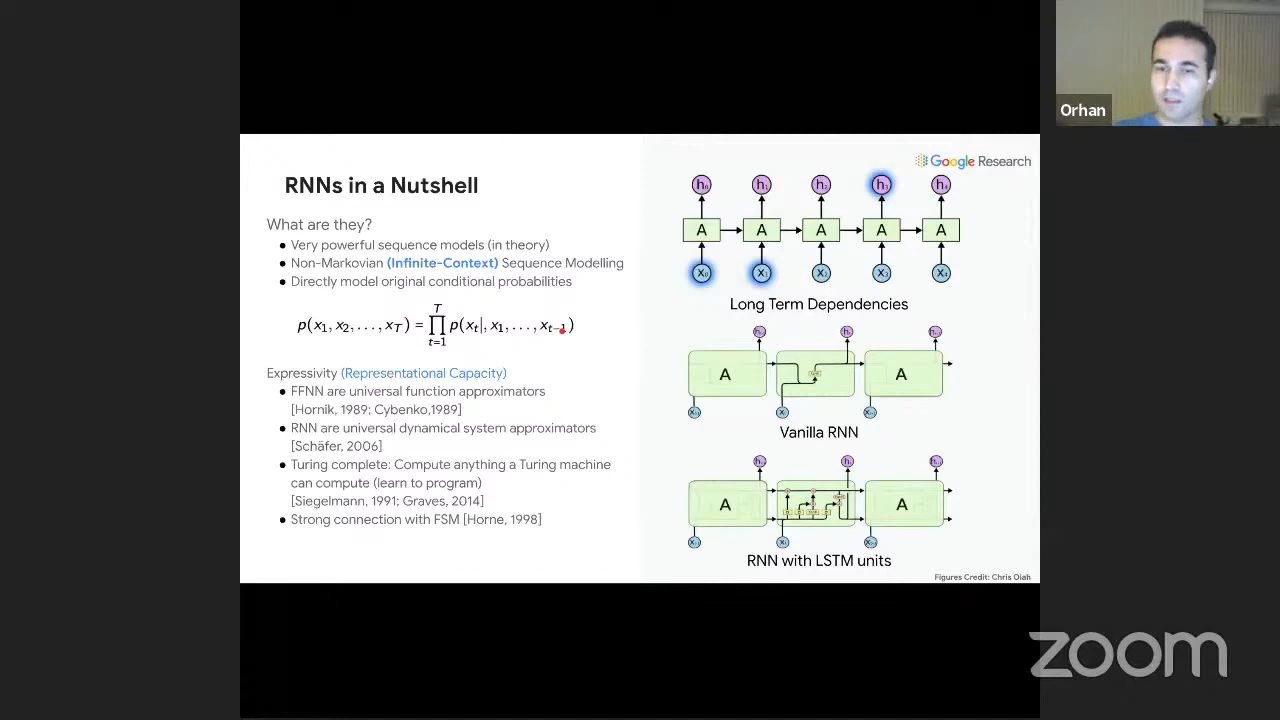 Orhan
Google Research
RNNs in a Nutshell
What are they?
● Very powerful sequence models (in theory)
● Non-Markovian (Infinite-Context) Sequence Modelling
● Directly model original conditional probabilities
p(x₁, x₂, . . . , x_T) = ∏_{t=1}^{T} p(x_t|, x₁, . . . , x_{t−1})
Expressivity (Representational Capacity)
● FFNN are universal function approximators
[Hornik, 1989; Cybenko,1989]
● RNN are universal dynamical system approximators
[Schäfer, 2006]
● Turing complete: Compute anything a Turing machine
can compute (learn to program)
[Siegelmann, 1991; Graves, 2014]
● Strong connection with FSM [Horne, 1998]
h₀ h₁ h₂ h₃ h₄
A A A A A
x₀ x₁ x₂ x₃ x₄
Long Term Dependencies
A A
Vanilla RNN
A A
RNN with LSTM units
Figures Credit: Chris Olah
zoom